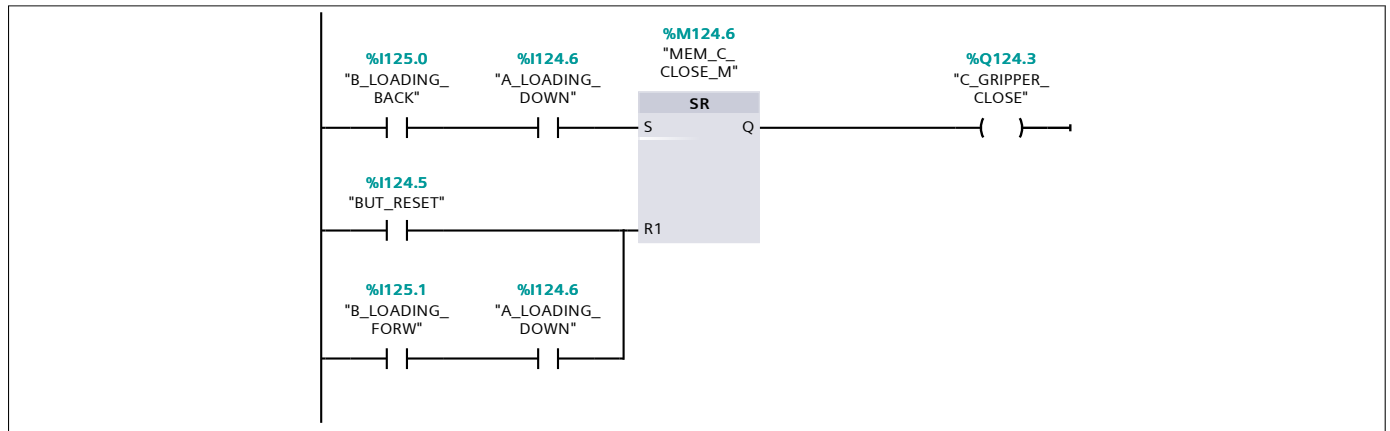 %M124.6
"MEM_C_
CLOSE_M"
%I125.0
"B_LOADING_
BACK"
%I124.6
"A_LOADING_
DOWN"
%Q124.3
"C_GRIPPER_
CLOSE"
SR
S
Q
%I124.5
"BUT_RESET"
R1
%I125.1
"B_LOADING_
FORW"
%I124.6
"A_LOADING_
DOWN"